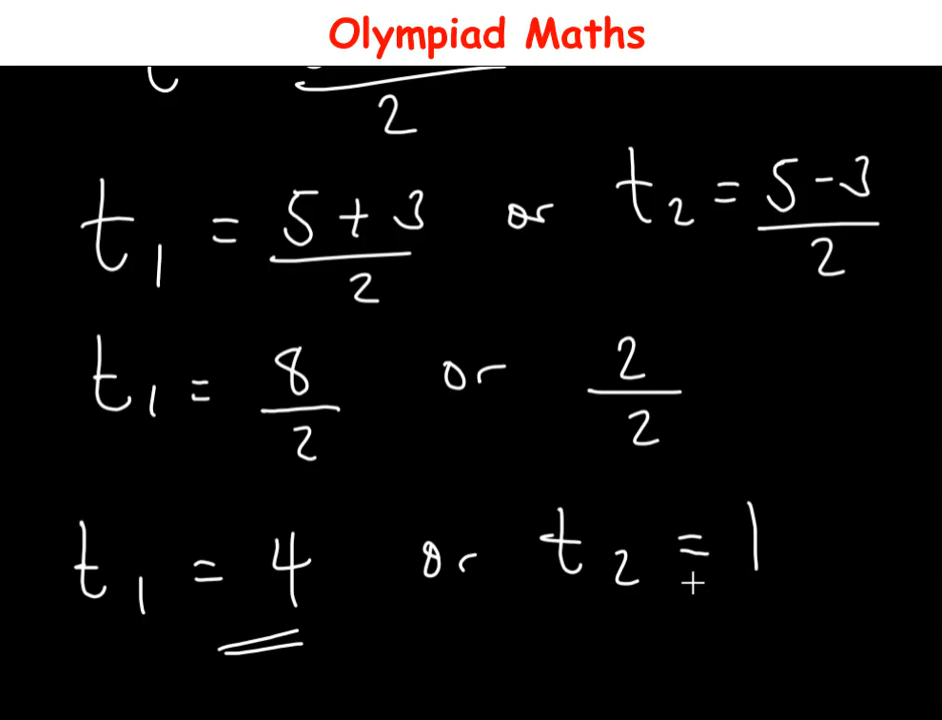 Olympiad Maths
t
2
t₁ = (5 + 3)/2 or t₂ = (5 - 3)/2
t₁ = 8/2 or 2/2
t₁ = 4 or t₂ = 1